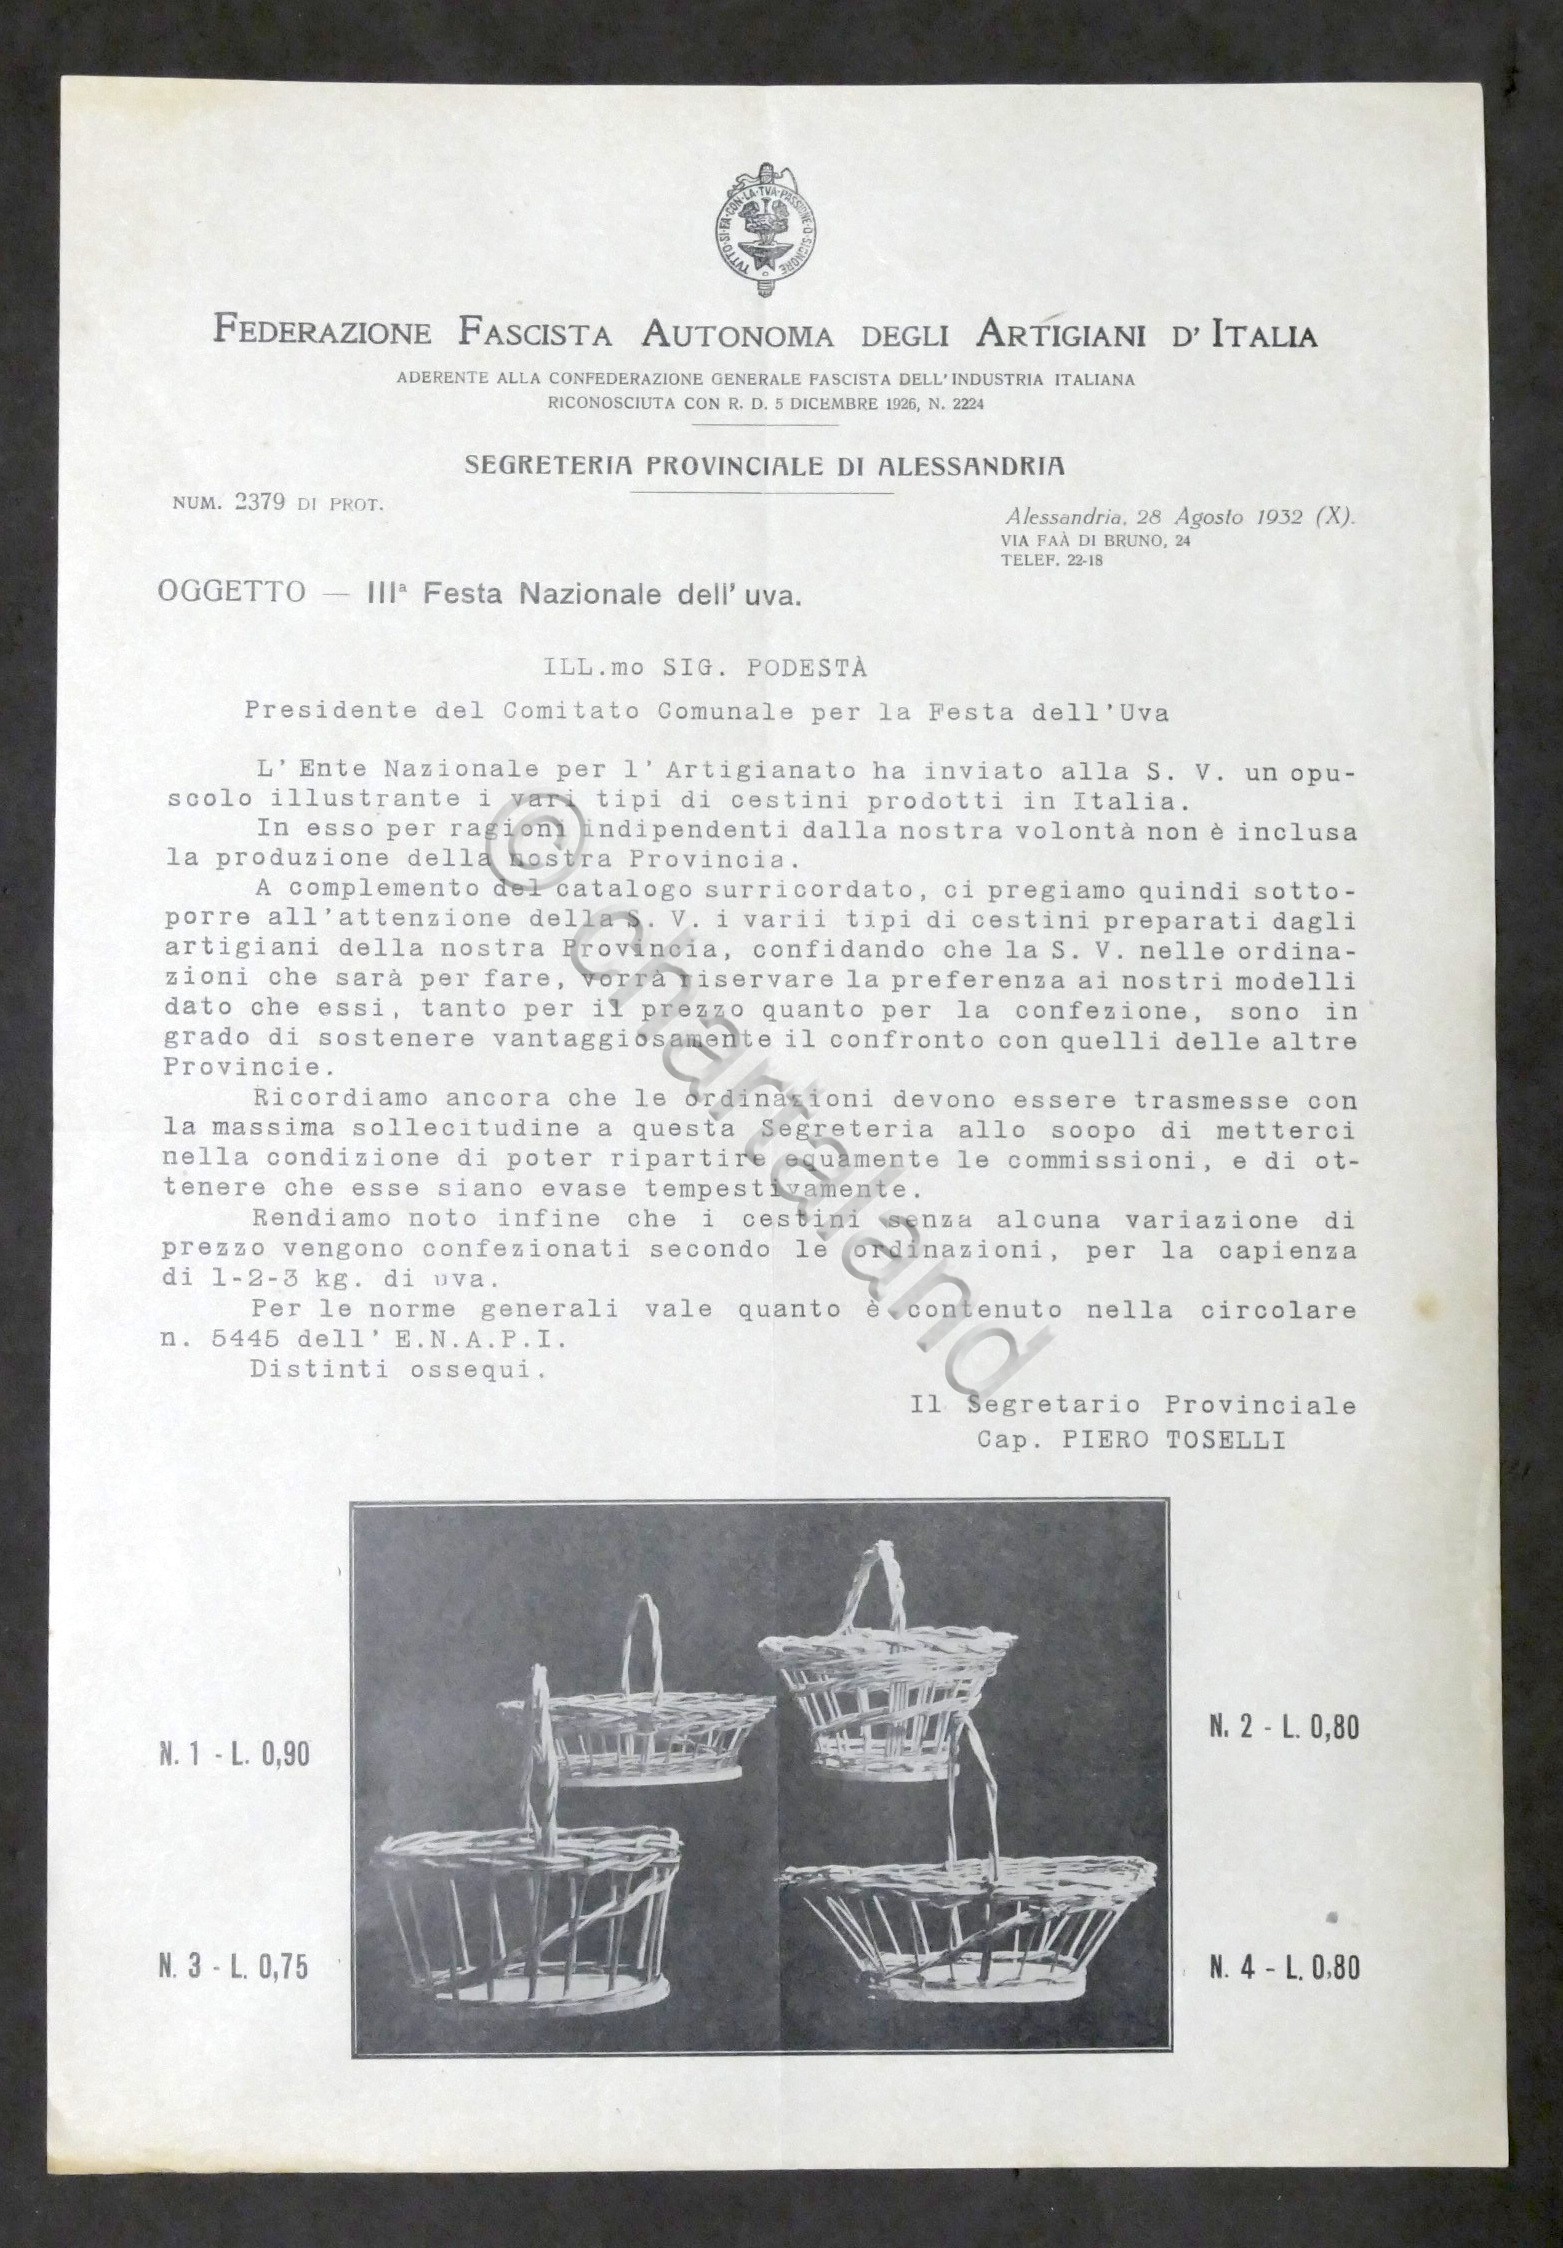 TVTTO·SI·FA·CON·LA·TVA·PASSIONE·O·SIGNORE
FEDERAZIONE FASCISTA AUTONOMA DEGLI ARTIGIANI D' ITALIA
ADERENTE ALLA CONFEDERAZIONE GENERALE FASCISTA DELL' INDUSTRIA ITALIANA
RICONOSCIUTA CON R. D. 5 DICEMBRE 1926, N. 2224
SEGRETERIA PROVINCIALE DI ALESSANDRIA
NUM. 2379 DI PROT.
Alessandria, 28 Agosto 1932 (X).
VIA FAÀ DI BRUNO, 24
TELEF. 22-18
OGGETTO — IIIª Festa Nazionale dell' uva.
ILL.mo SIG. PODESTÀ
Presidente del Comitato Comunale per la Festa dell'Uva
L' Ente Nazionale per l' Artigianato ha inviato alla S. V. un opu-
scolo illustrante i vari tipi di cestini prodotti in Italia.
In esso per ragioni indipendenti dalla nostra volontà non è inclusa
la produzione della nostra Provincia.
A complemento del catalogo surricordato, ci pregiamo quindi sotto-
porre all'attenzione della S. V. i varii tipi di cestini preparati dagli
artigiani della nostra Provincia, confidando che la S. V. nelle ordina-
zioni che sarà per fare, vorrà riservare la preferenza ai nostri modelli
dato che essi, tanto per il prezzo quanto per la confezione, sono in
grado di sostenere vantaggiosamente il confronto con quelli delle altre
Provincie.
Ricordiamo ancora che le ordinazioni devono essere trasmesse con
la massima sollecitudine a questa Segreteria allo soopo di metterci
nella condizione di poter ripartire equamente le commissioni, e di ot-
tenere che esse siano evase tempestivamente.
Rendiamo noto infine che i cestini senza alcuna variazione di
prezzo vengono confezionati secondo le ordinazioni, per la capienza
di 1-2-3 kg. di uva.
Per le norme generali vale quanto è contenuto nella circolare
n. 5445 dell' E.N.A.P.I.
Distinti ossequi.
Il Segretario Provinciale
Cap. PIERO TOSELLI
N. 1 - L. 0,90
N. 2 - L. 0,80
N. 3 - L. 0,75
N. 4 - L. 0,80
© chartaland